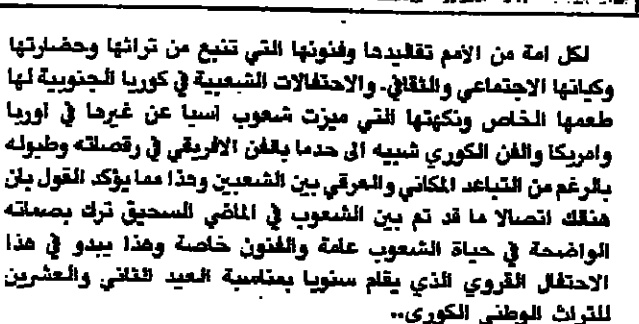 لكل امة من الامم تقاليدها وفنونها التي تنبع من تراثها وحضارتها
وكيانها الاجتماعي والثقافي. والاحتفالات الشعبية في كوريا الجنوبية لها
طعمها الخاص ونكهتها التي ميزت شعوب اسيا عن غيرها في اوربا
وامريكا والفن الكوري شبيه الى حدما بالفن الافريقي في رقصاته وطبوله
بالرغم من التباعد المكاني والعرقي بين الشعبين وهذا مما يؤكد القول بان
هنالك اتصالا ما قد تم بين الشعوب في الماضي السحيق ترك بصماته
الواضحة في حياة الشعوب عامة والفنون خاصة وهذا يبدو في هذا
الاحتفال القروي الذي يقام سنويا بمناسبة العيد الثاني والعشرين
للتراث الوطني الكوري..